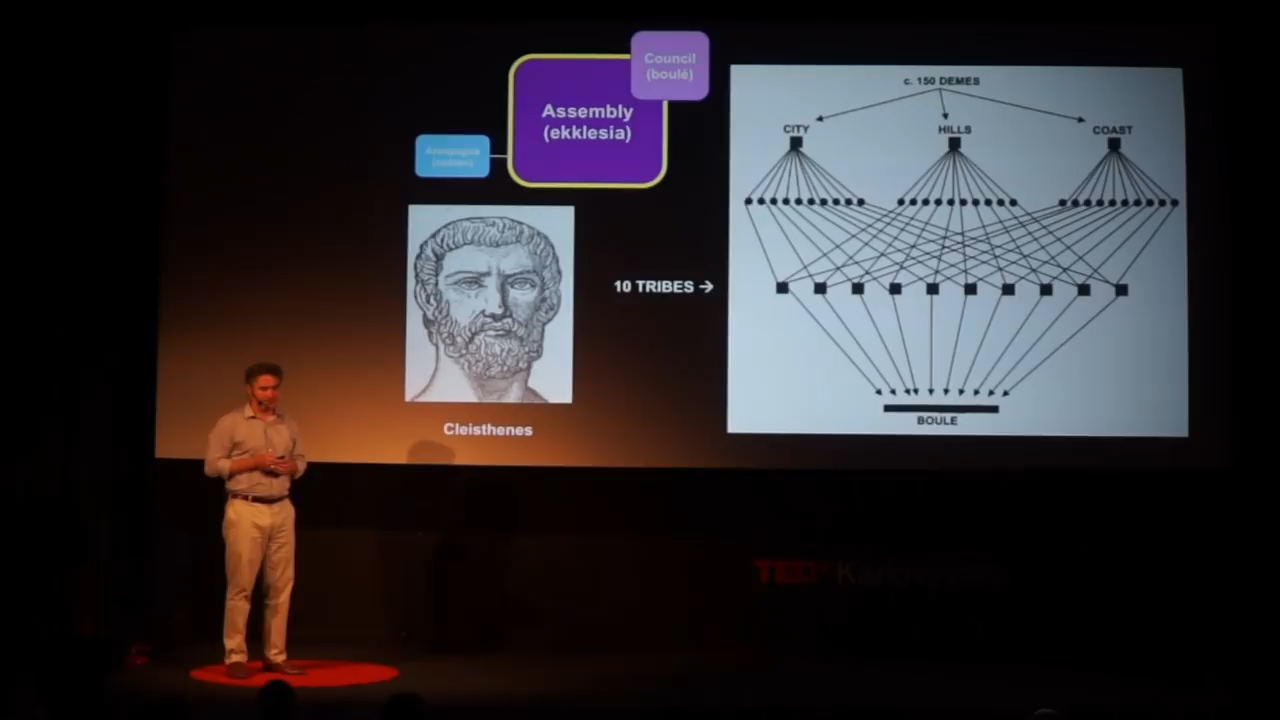 Council
(boulé)
Assembly
(ekklesia)
c. 150 DEMES
CITY
HILLS
COAST
10 TRIBES →
BOULE
Cleisthenes